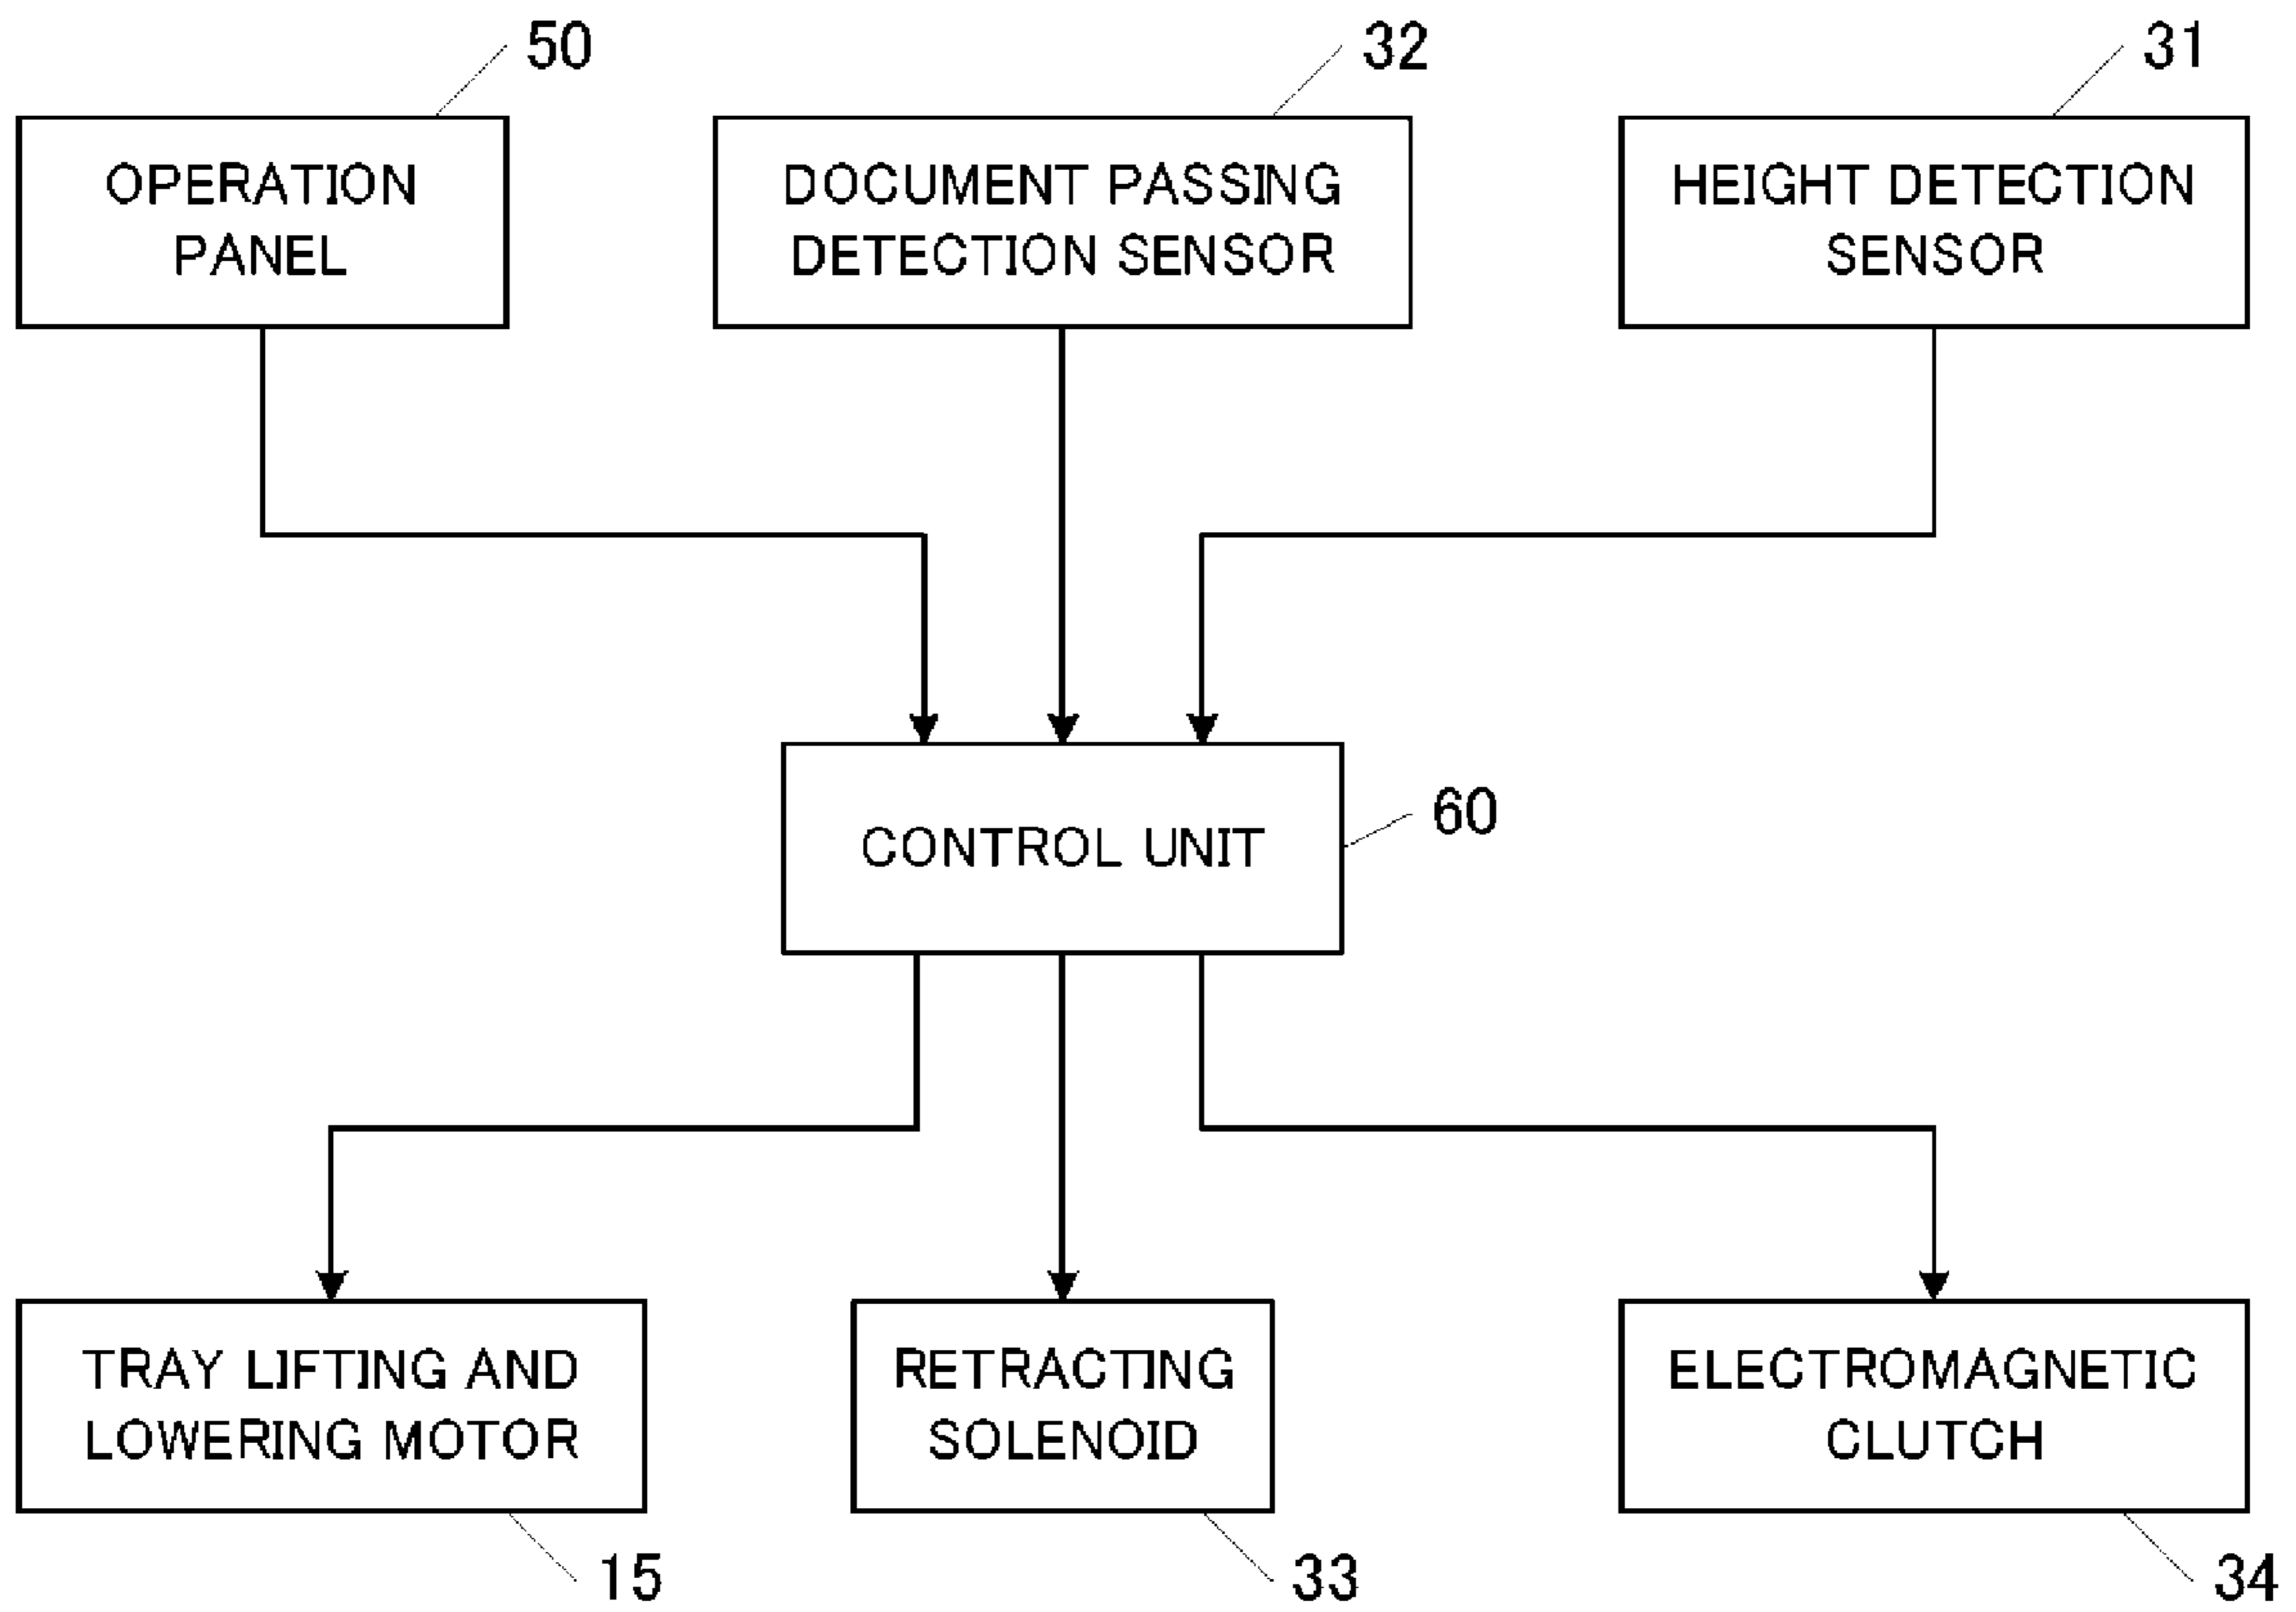 50
32
31
OPERATION
PANEL
DOCUMENT PASSING
DETECTION SENSOR
HEIGHT DETECTION
SENSOR
CONTROL UNIT
60
TRAY LIFTING AND
LOWERING MOTOR
RETRACTING
SOLENOID
ELECTROMAGNETIC
CLUTCH
15
33
34